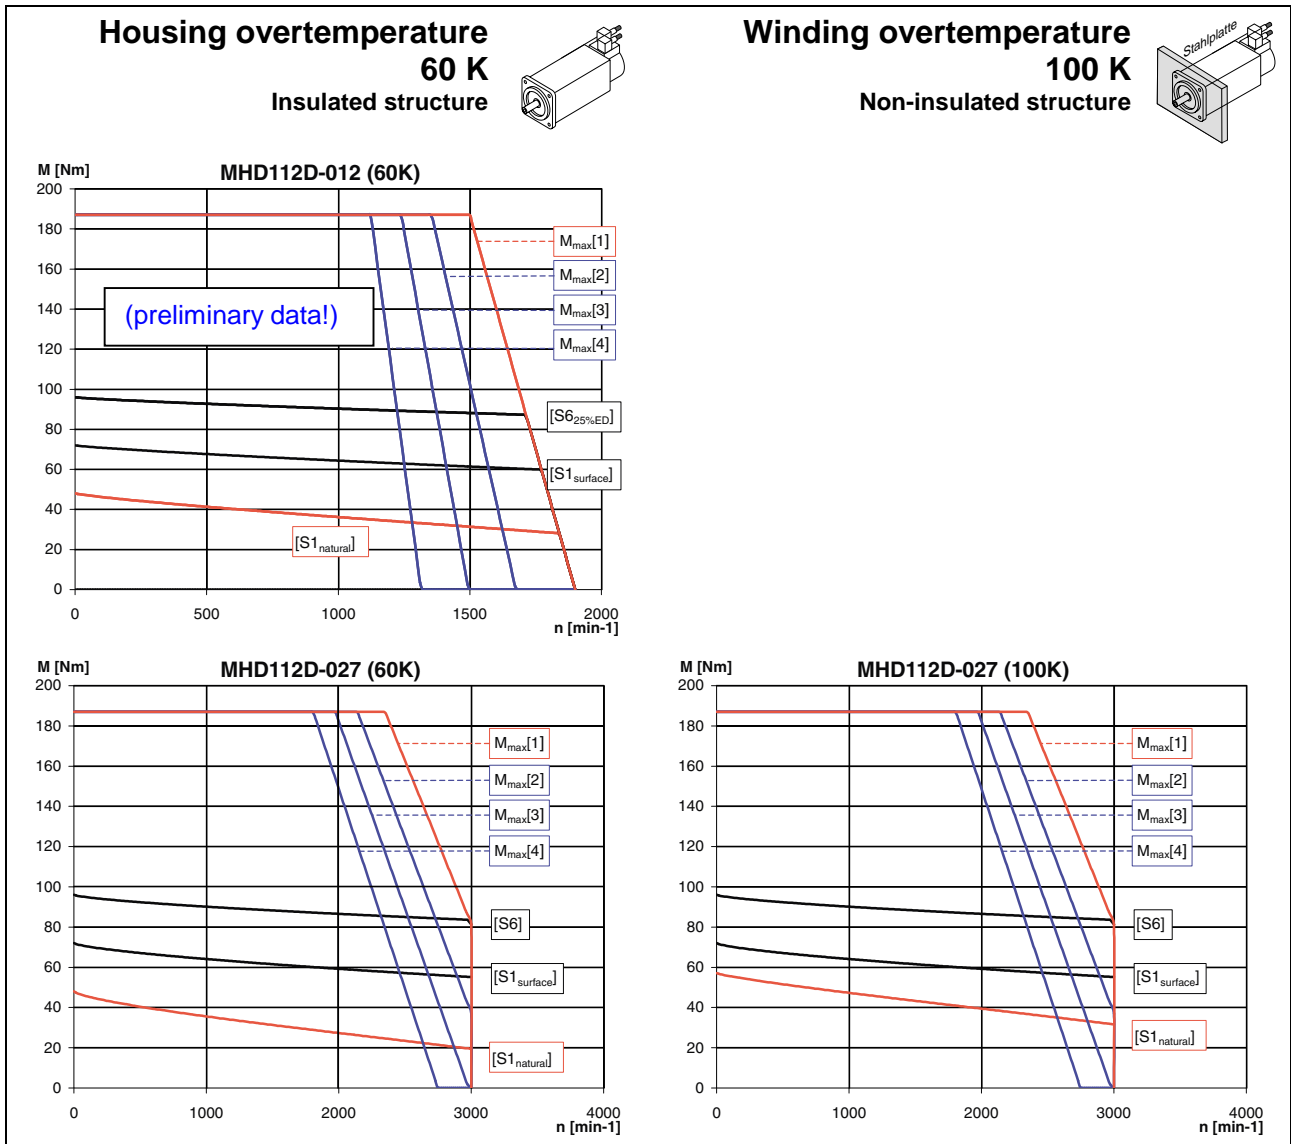 Housing overtemperature
60 K
Insulated structure
Winding overtemperature
100 K
Non-insulated structure
Stahlplatte
M [Nm]
MHD112D-012 (60K)
200
180
160
140
120
100
80
60
40
20
0
0
500
1000
1500
2000
n [min-1]
(preliminary data!)
Mmax[1]
Mmax[2]
Mmax[3]
Mmax[4]
[S625%ED]
[S1surface]
[S1natural]
M [Nm]
MHD112D-027 (60K)
200
180
160
140
120
100
80
60
40
20
0
0
1000
2000
3000
4000
n [min-1]
Mmax[1]
Mmax[2]
Mmax[3]
Mmax[4]
[S6]
[S1surface]
[S1natural]
M [Nm]
MHD112D-027 (100K)
200
180
160
140
120
100
80
60
40
20
0
0
1000
2000
3000
4000
n [min-1]
Mmax[1]
Mmax[2]
Mmax[3]
Mmax[4]
[S6]
[S1surface]
[S1natural]